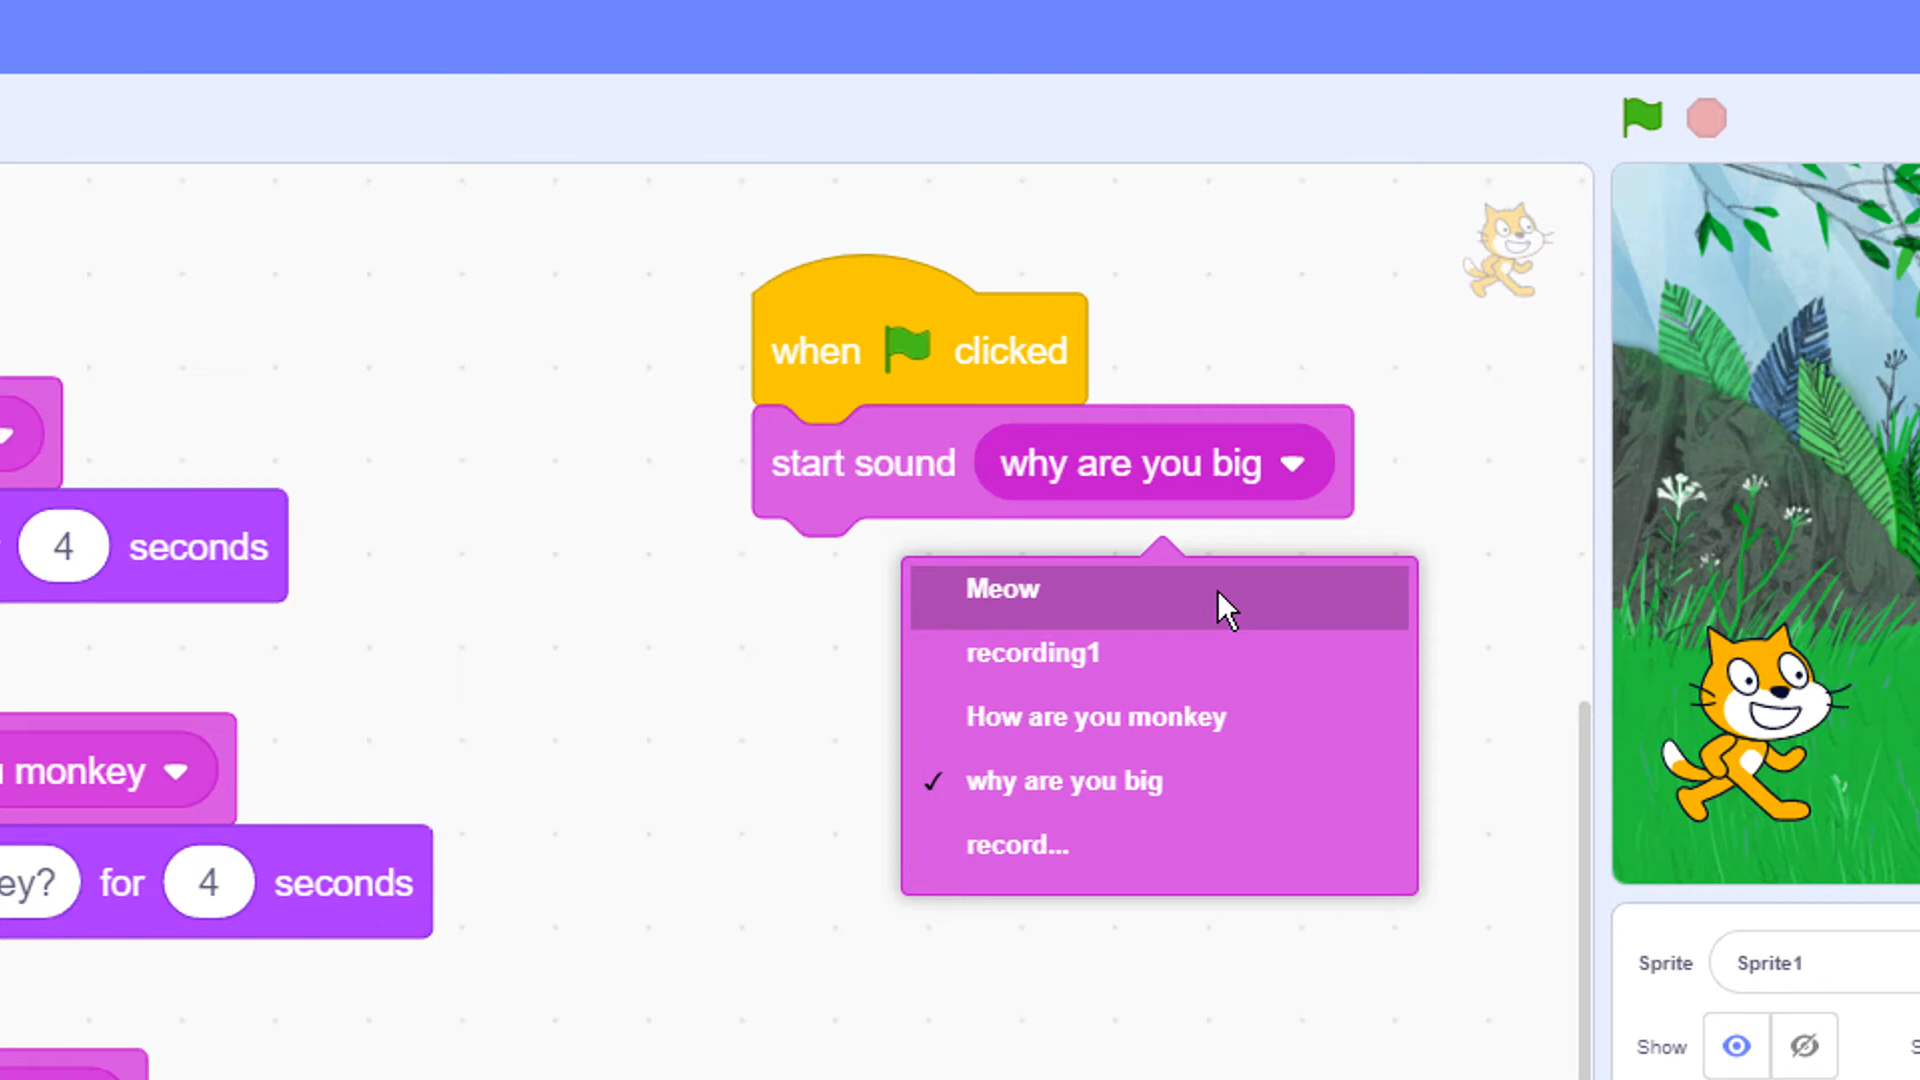 when clicked
start sound why are you big
Meow
recording1
How are you monkey
why are you big
record...
4 seconds
monkey
ey? for 4 seconds
Sprite Sprite1
Show